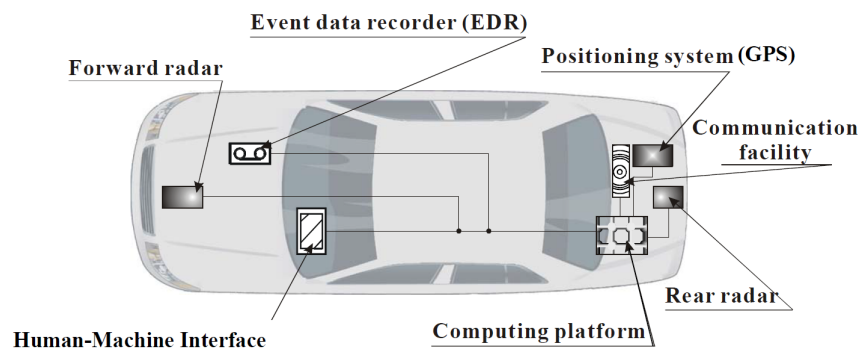 Event data recorder (EDR)
Forward radar
Positioning system (GPS)
Communication
facility
Rear radar
Computing platform
Human-Machine Interface